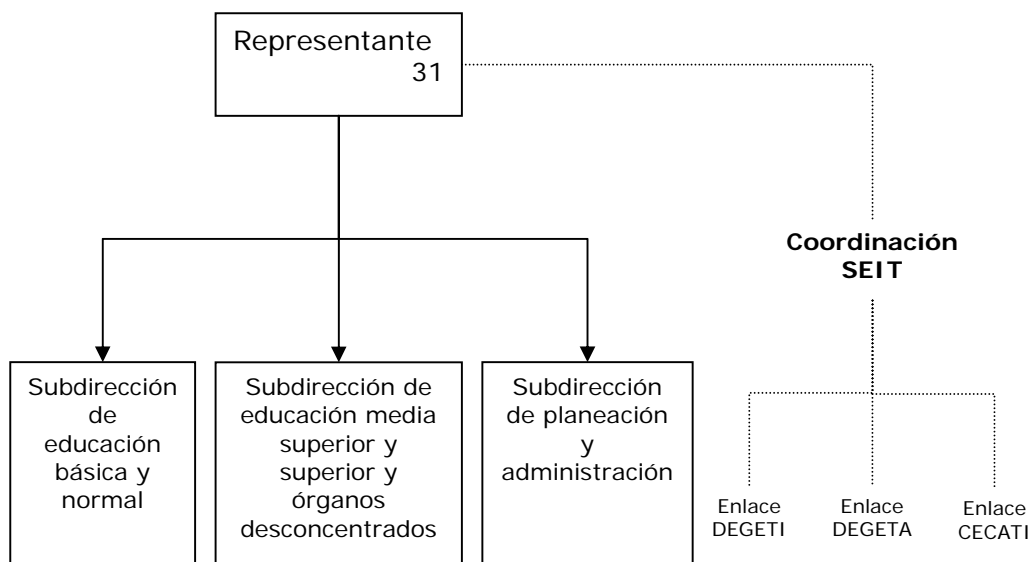 Representante
31
Coordinación
SEIT
Subdirección
de
educación
básica y
normal
Subdirección de
educación media
superior y
superior y
órganos
desconcentrados
Subdirección
de planeación
y
administración
Enlace
DEGETI
Enlace
DEGETA
Enlace
CECATI